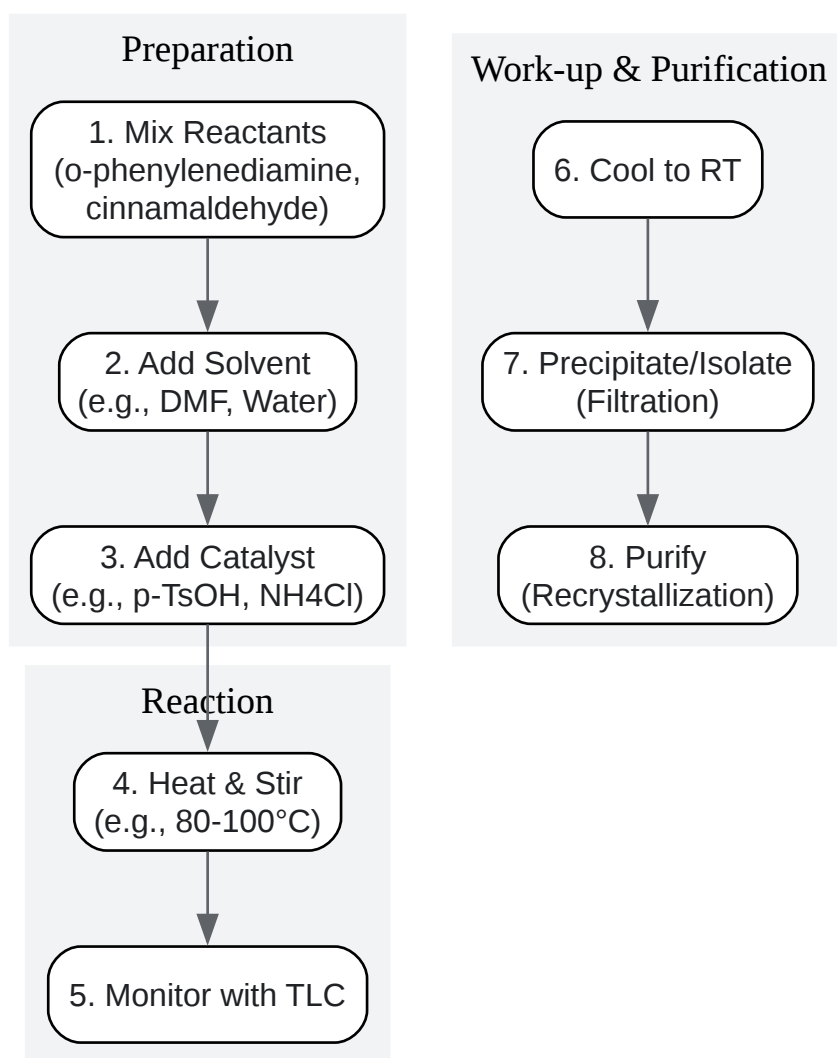 Preparation
1. Mix Reactants
(o-phenylenediamine,
cinnamaldehyde)
2. Add Solvent
(e.g., DMF, Water)
3. Add Catalyst
(e.g., p-TsOH, NH4Cl)
Reaction
4. Heat & Stir
(e.g., 80-100°C)
5. Monitor with TLC
Work-up & Purification
6. Cool to RT
7. Precipitate/Isolate
(Filtration)
8. Purify
(Recrystallization)